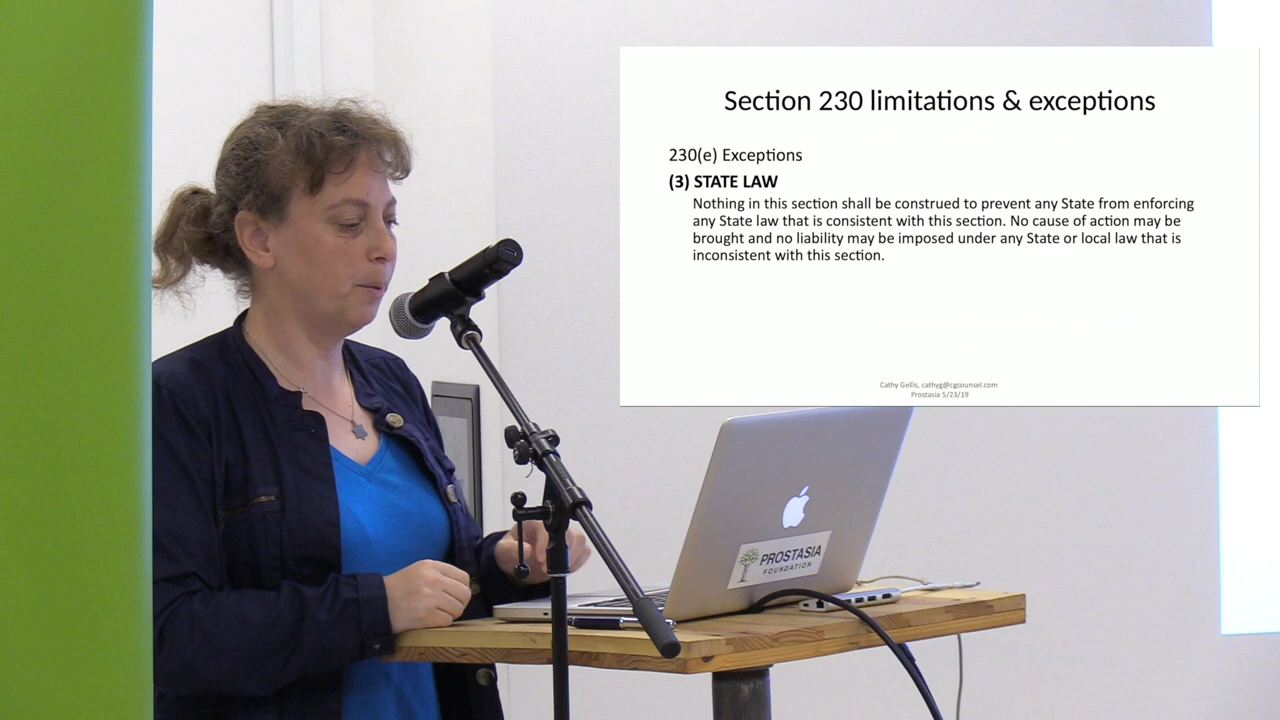 Section 230 limitations & exceptions
230(e) Exceptions
(3) STATE LAW
Nothing in this section shall be construed to prevent any State from enforcing
any State law that is consistent with this section. No cause of action may be
brought and no liability may be imposed under any State or local law that is
inconsistent with this section.
Cathy Gellis, cathyg@cgcounsel.com
Prostasia 5/23/19
PROSTASIA
FOUNDATION